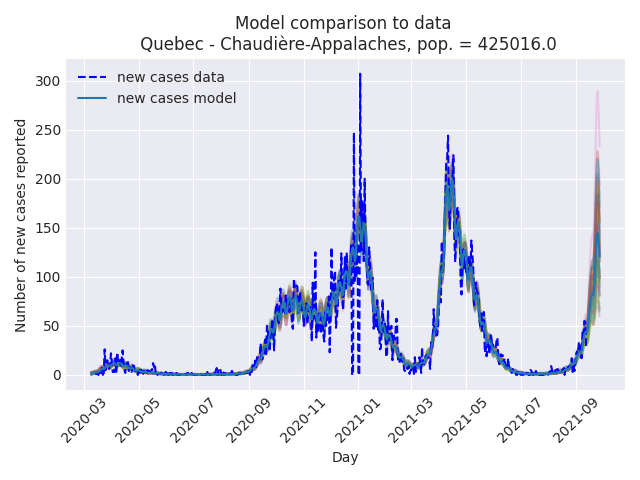 Model comparison to data
Quebec - Chaudière-Appalaches, pop. = 425016.0
new cases data
new cases model
Number of new cases reported
300
250
200
150
100
50
0
2020-03
2020-05
2020-07
2020-09
2020-11
2021-01
2021-03
2021-05
2021-07
2021-09
Day